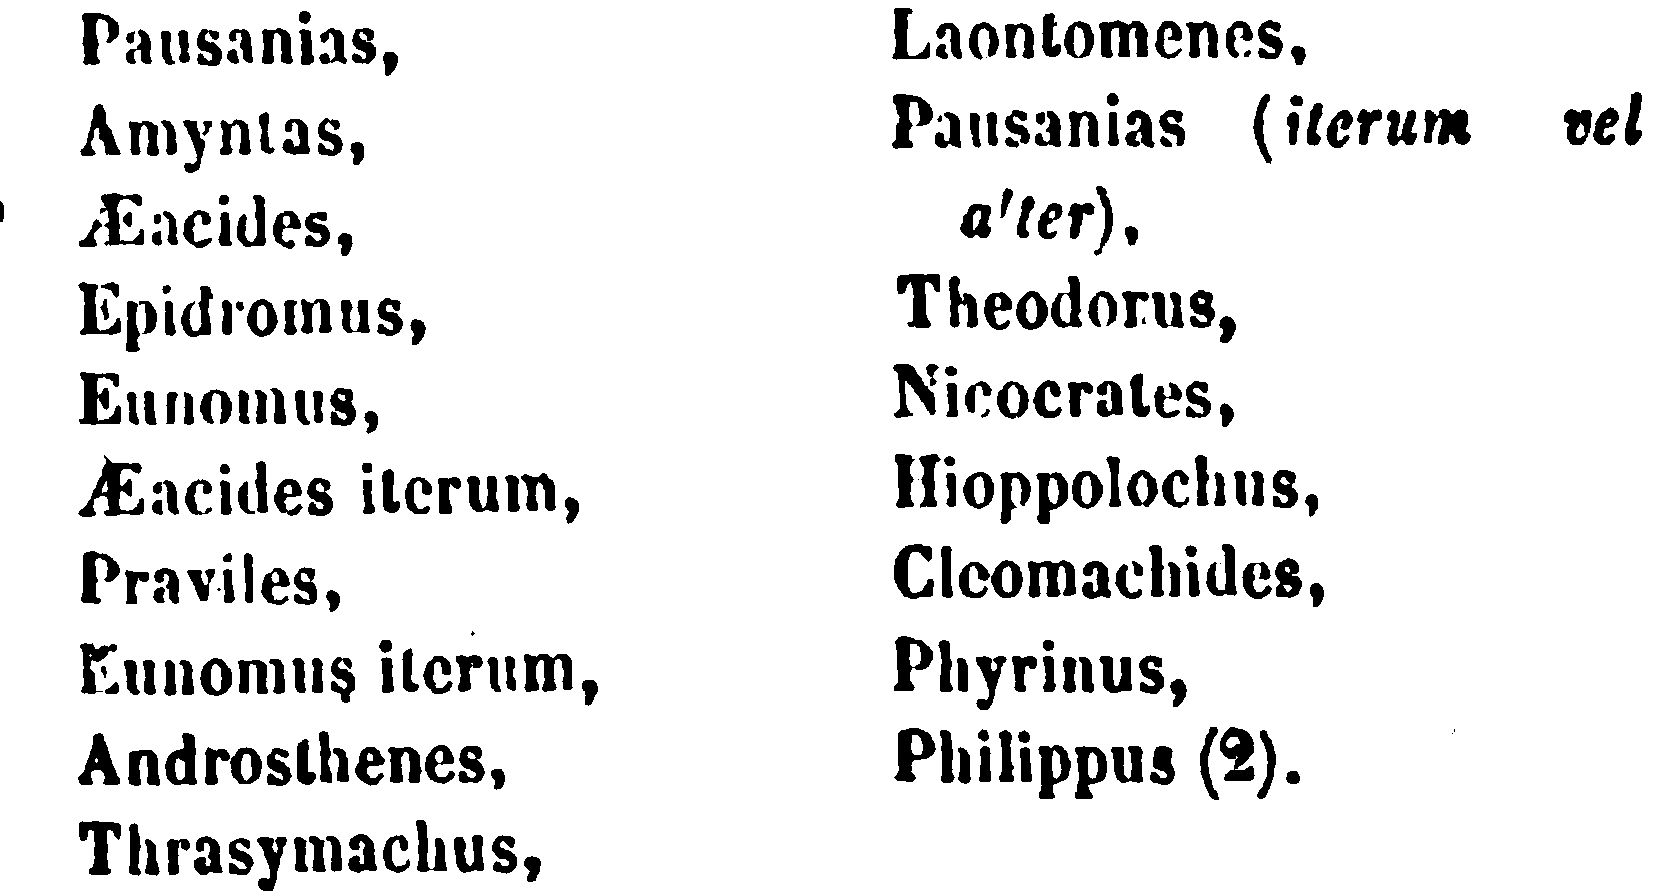 Pausanias,
Amyntas,
Æacides,
Epidromus,
Eunomus,
Æacides iterum,
Praviles,
Eunomus iterum,
Androsthenes,
Thrasymachus,
Laontomenes,
Pausanias (iterum vel
alter),
Theodorus,
Nicocrates,
Hioppolochus,
Cleomachides,
Phyrinus,
Philippus (2).